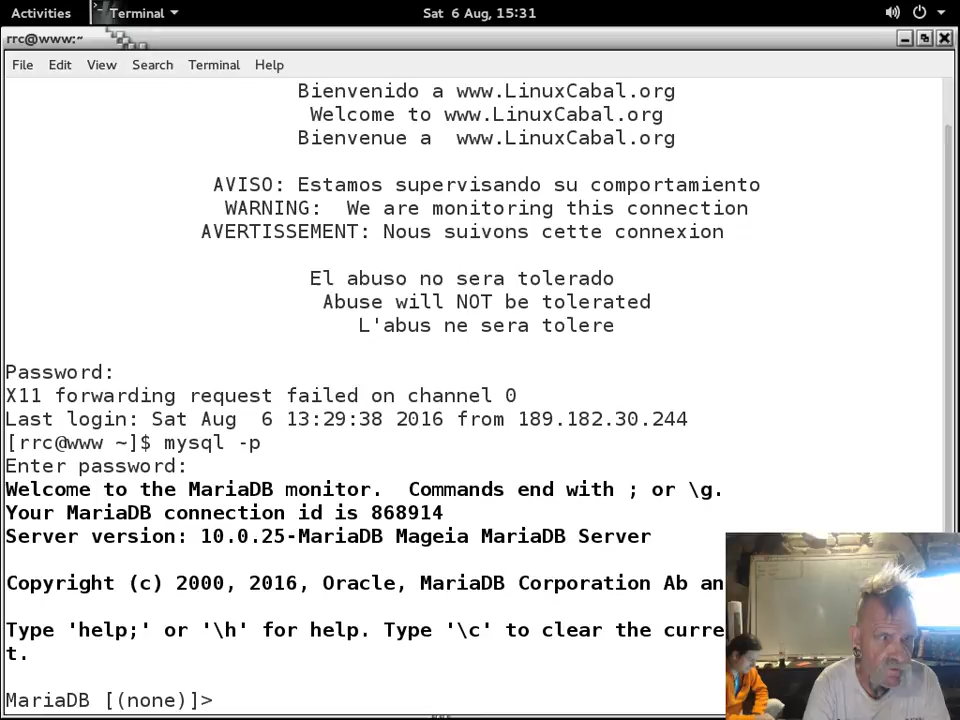 Activities Terminal Sat 6 Aug, 15:31
rrc@www:~
File Edit View Search Terminal Help
Bienvenido a www.LinuxCabal.org
Welcome to www.LinuxCabal.org
Bienvenue a  www.LinuxCabal.org
AVISO: Estamos supervisando su comportamiento
WARNING:  We are monitoring this connection
AVERTISSEMENT: Nous suivons cette connexion
El abuso no sera tolerado
Abuse will NOT be tolerated
L'abus ne sera tolere
Password:
X11 forwarding request failed on channel 0
Last login: Sat Aug  6 13:29:38 2016 from 189.182.30.244
[rrc@www ~]$ mysql -p
Enter password:
Welcome to the MariaDB monitor.  Commands end with ; or \g.
Your MariaDB connection id is 868914
Server version: 10.0.25-MariaDB Mageia MariaDB Server
Copyright (c) 2000, 2016, Oracle, MariaDB Corporation Ab an
Type 'help;' or '\h' for help. Type '\c' to clear the curre
t.
MariaDB [(none)]>